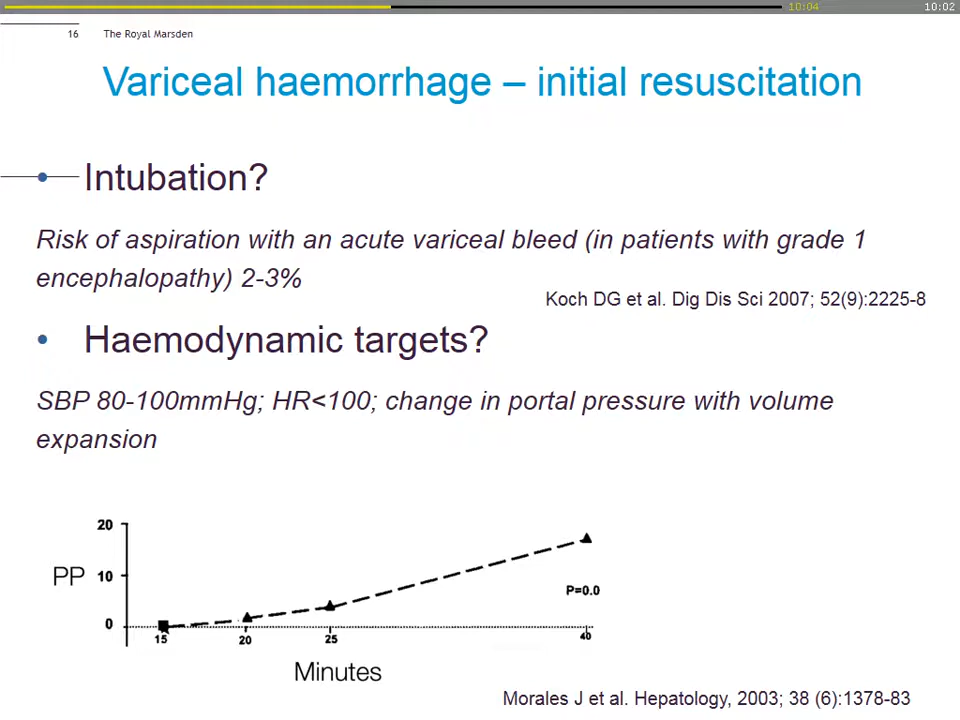 10:04
10:02
16 The Royal Marsden
Variceal haemorrhage – initial resuscitation
• Intubation?
Risk of aspiration with an acute variceal bleed (in patients with grade 1
encephalopathy) 2-3%
Koch DG et al. Dig Dis Sci 2007; 52(9):2225-8
• Haemodynamic targets?
SBP 80-100mmHg; HR<100; change in portal pressure with volume
expansion
20
PP 10
P=0.0
0
15 20 25 40
Minutes
Morales J et al. Hepatology, 2003; 38 (6):1378-83